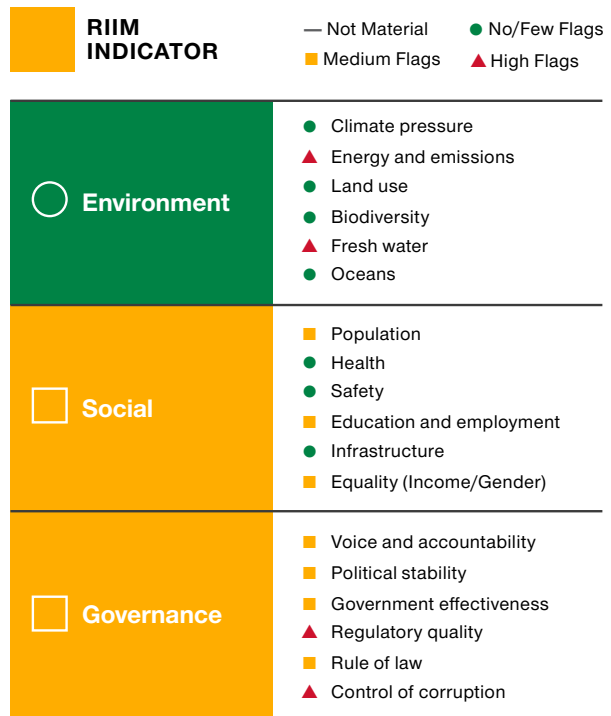 RIIM
INDICATOR
Not Material
No/Few Flags
Medium Flags
High Flags
Environment
Climate pressure
Energy and emissions
Land use
Biodiversity
Fresh water
Oceans
Social
Population
Health
Safety
Education and employment
Infrastructure
Equality (Income/Gender)
Governance
Voice and accountability
Political stability
Government effectiveness
Regulatory quality
Rule of law
Control of corruption